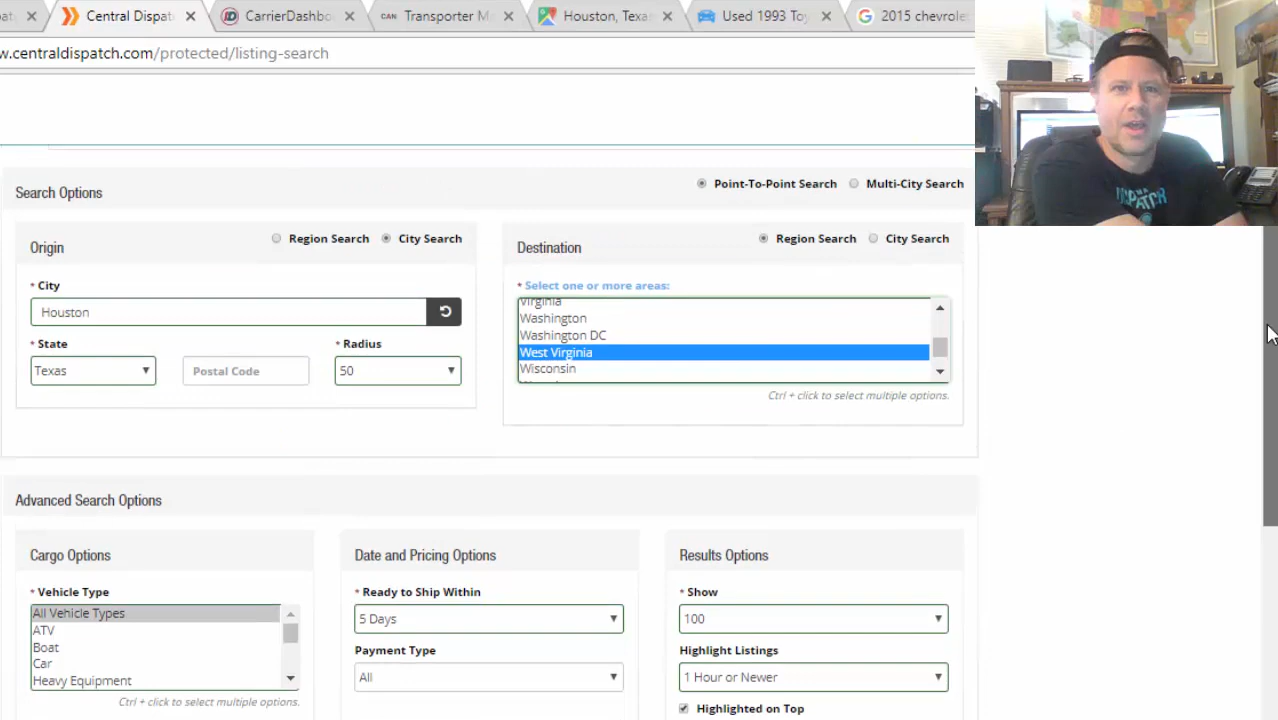 Central Dispat
CarrierDashbo
CAN Transporter M
Houston, Texa
Used 1993 Toy
2015 chevrole
w.centraldispatch.com/protected/listing-search
Search Options
Point-To-Point Search
Multi-City Search
Origin
Region Search
City Search
Destination
Region Search
City Search
* City
* Select one or more areas:
Houston
Virginia
Washington
Washington DC
West Virginia
Wisconsin
* State
* Radius
Texas
Postal Code
50
Ctrl + click to select multiple options.
Advanced Search Options
Cargo Options
Date and Pricing Options
Results Options
* Vehicle Type
* Ready to Ship Within
* Show
All Vehicle Types
ATV
Boat
Car
Heavy Equipment
5 Days
100
Payment Type
Highlight Listings
All
1 Hour or Newer
Ctrl + click to select multiple options.
Highlighted on Top